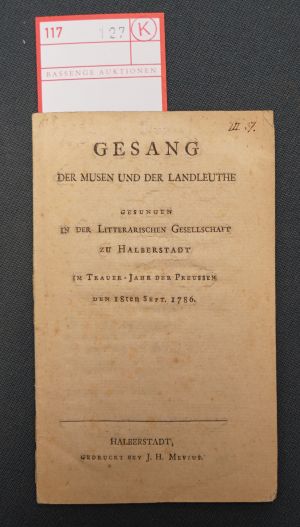 117 127 K
BASSENGE AUKTIONEN
III. 37.
GESANG
DER MUSEN UND DER LANDLEUTHE
GESUNGEN
IN DER LITTERARISCHEN GESELLSCHAFT
ZU HALBERSTADT
IM TRAUER-JAHR DER PREUSSEN
DEN 18ten SEPT. 1786.
HALBERSTADT,
GEDRUCKT BEY J. H. MEVIUS.